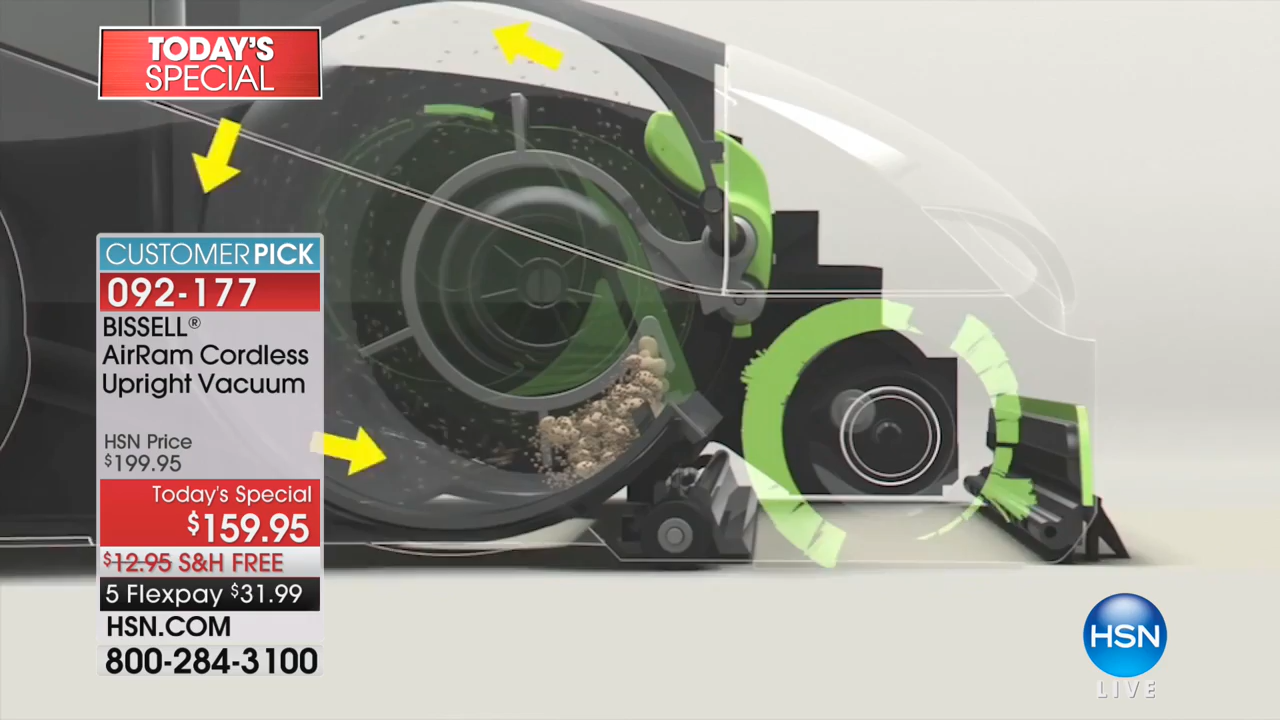 TODAY'S
SPECIAL
CUSTOMER PICK
092-177
BISSELL®
AirRam Cordless
Upright Vacuum
HSN Price
$199.95
Today's Special
$159.95
$12.95 S&H FREE
5 Flexpay $31.99
HSN.COM
800-284-3100
HSN
LIVE